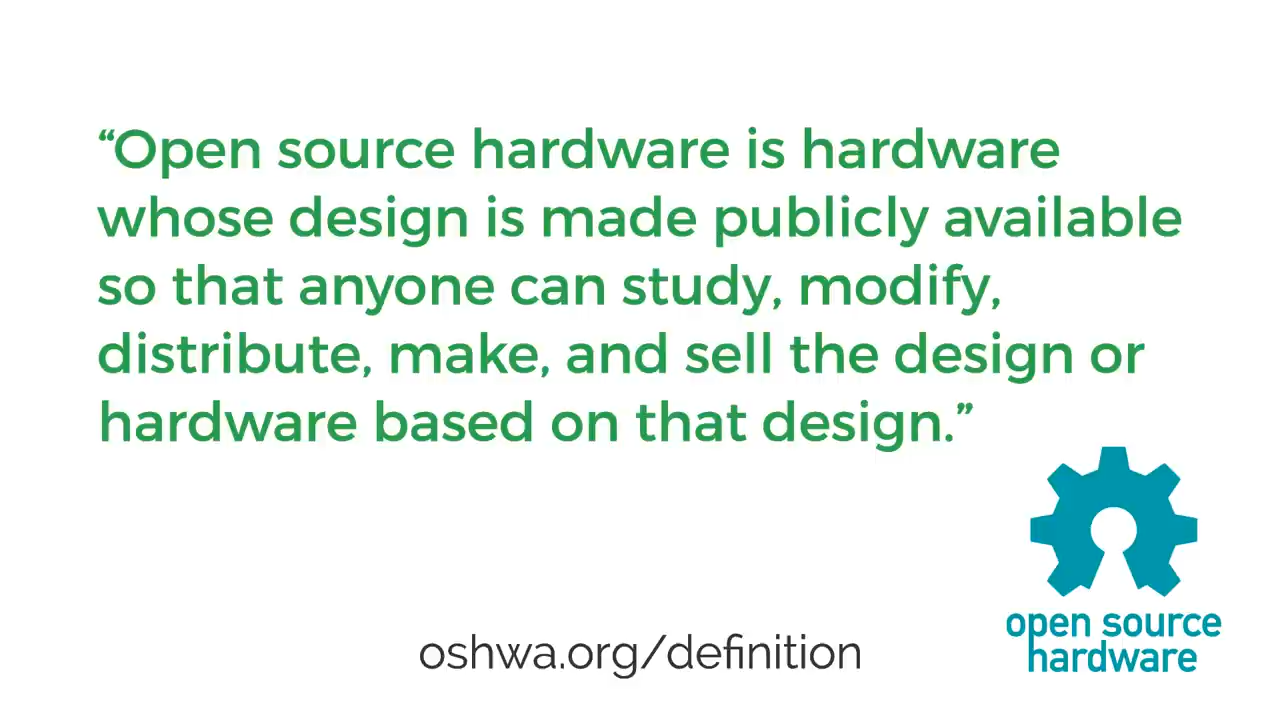 “Open source hardware is hardware
whose design is made publicly available
so that anyone can study, modify,
distribute, make, and sell the design or
hardware based on that design.”
open source
hardware
oshwa.org/definition